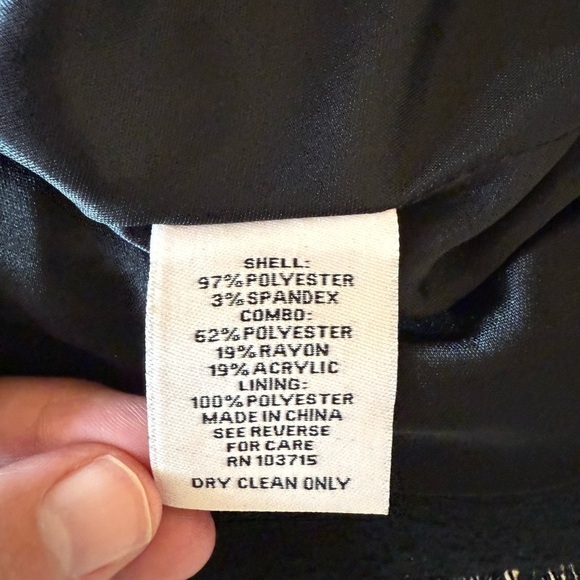 SHELL:
97% POLYESTER
3% SPANDEX
COMBO:
62% POLYESTER
19% RAYON
19% ACRYLIC
LINING:
100% POLYESTER
MADE IN CHINA
SEE REVERSE
FOR CARE
RN 103715
DRY CLEAN ONLY